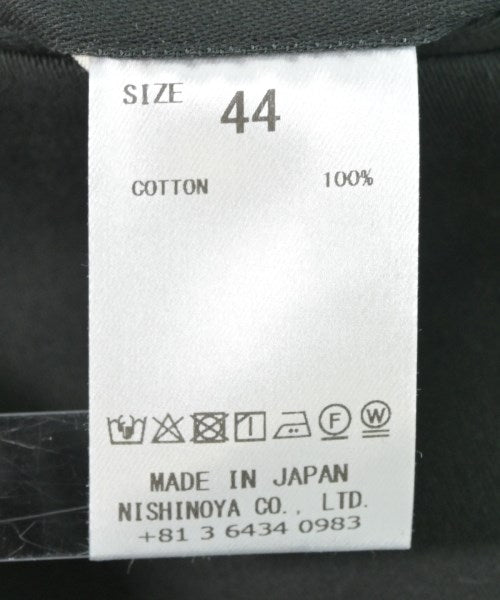 SIZE 44
COTTON 100%
F W
MADE IN JAPAN
NISHINOYA CO., LTD.
+81 3 6434 0983